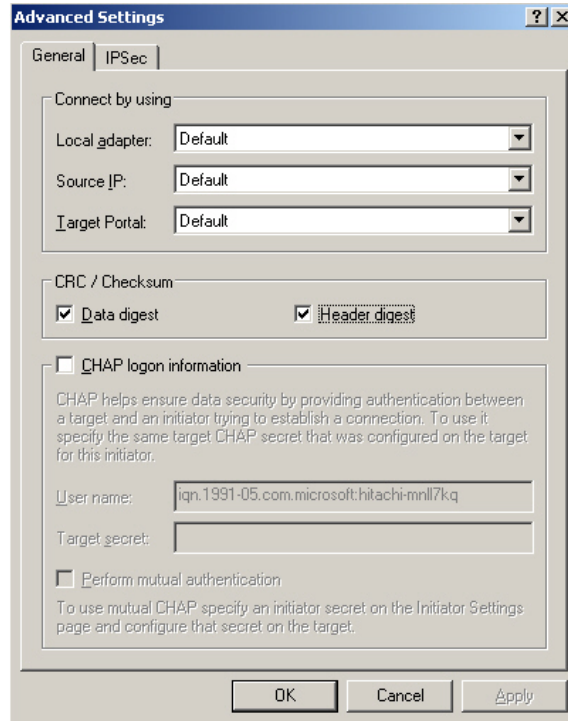 Advanced Settings
General
IPSec
Connect by using
Local adapter:
Default
Source IP:
Default
Target Portal:
Default
CRC / Checksum
Data digest
Header digest
CHAP logon information
CHAP helps ensure data security by providing authentication between
a target and an initiator trying to establish a connection. To use it
specify the same target CHAP secret that was configured on the target
for this initiator.
User name:
iqn.1991-05.com.microsoft:hitachi-mnll7kq
Target secret:
Perform mutual authentication
To use mutual CHAP specify an initiator secret on the Initiator Settings
page and configure that secret on the target.
OK
Cancel
Apply